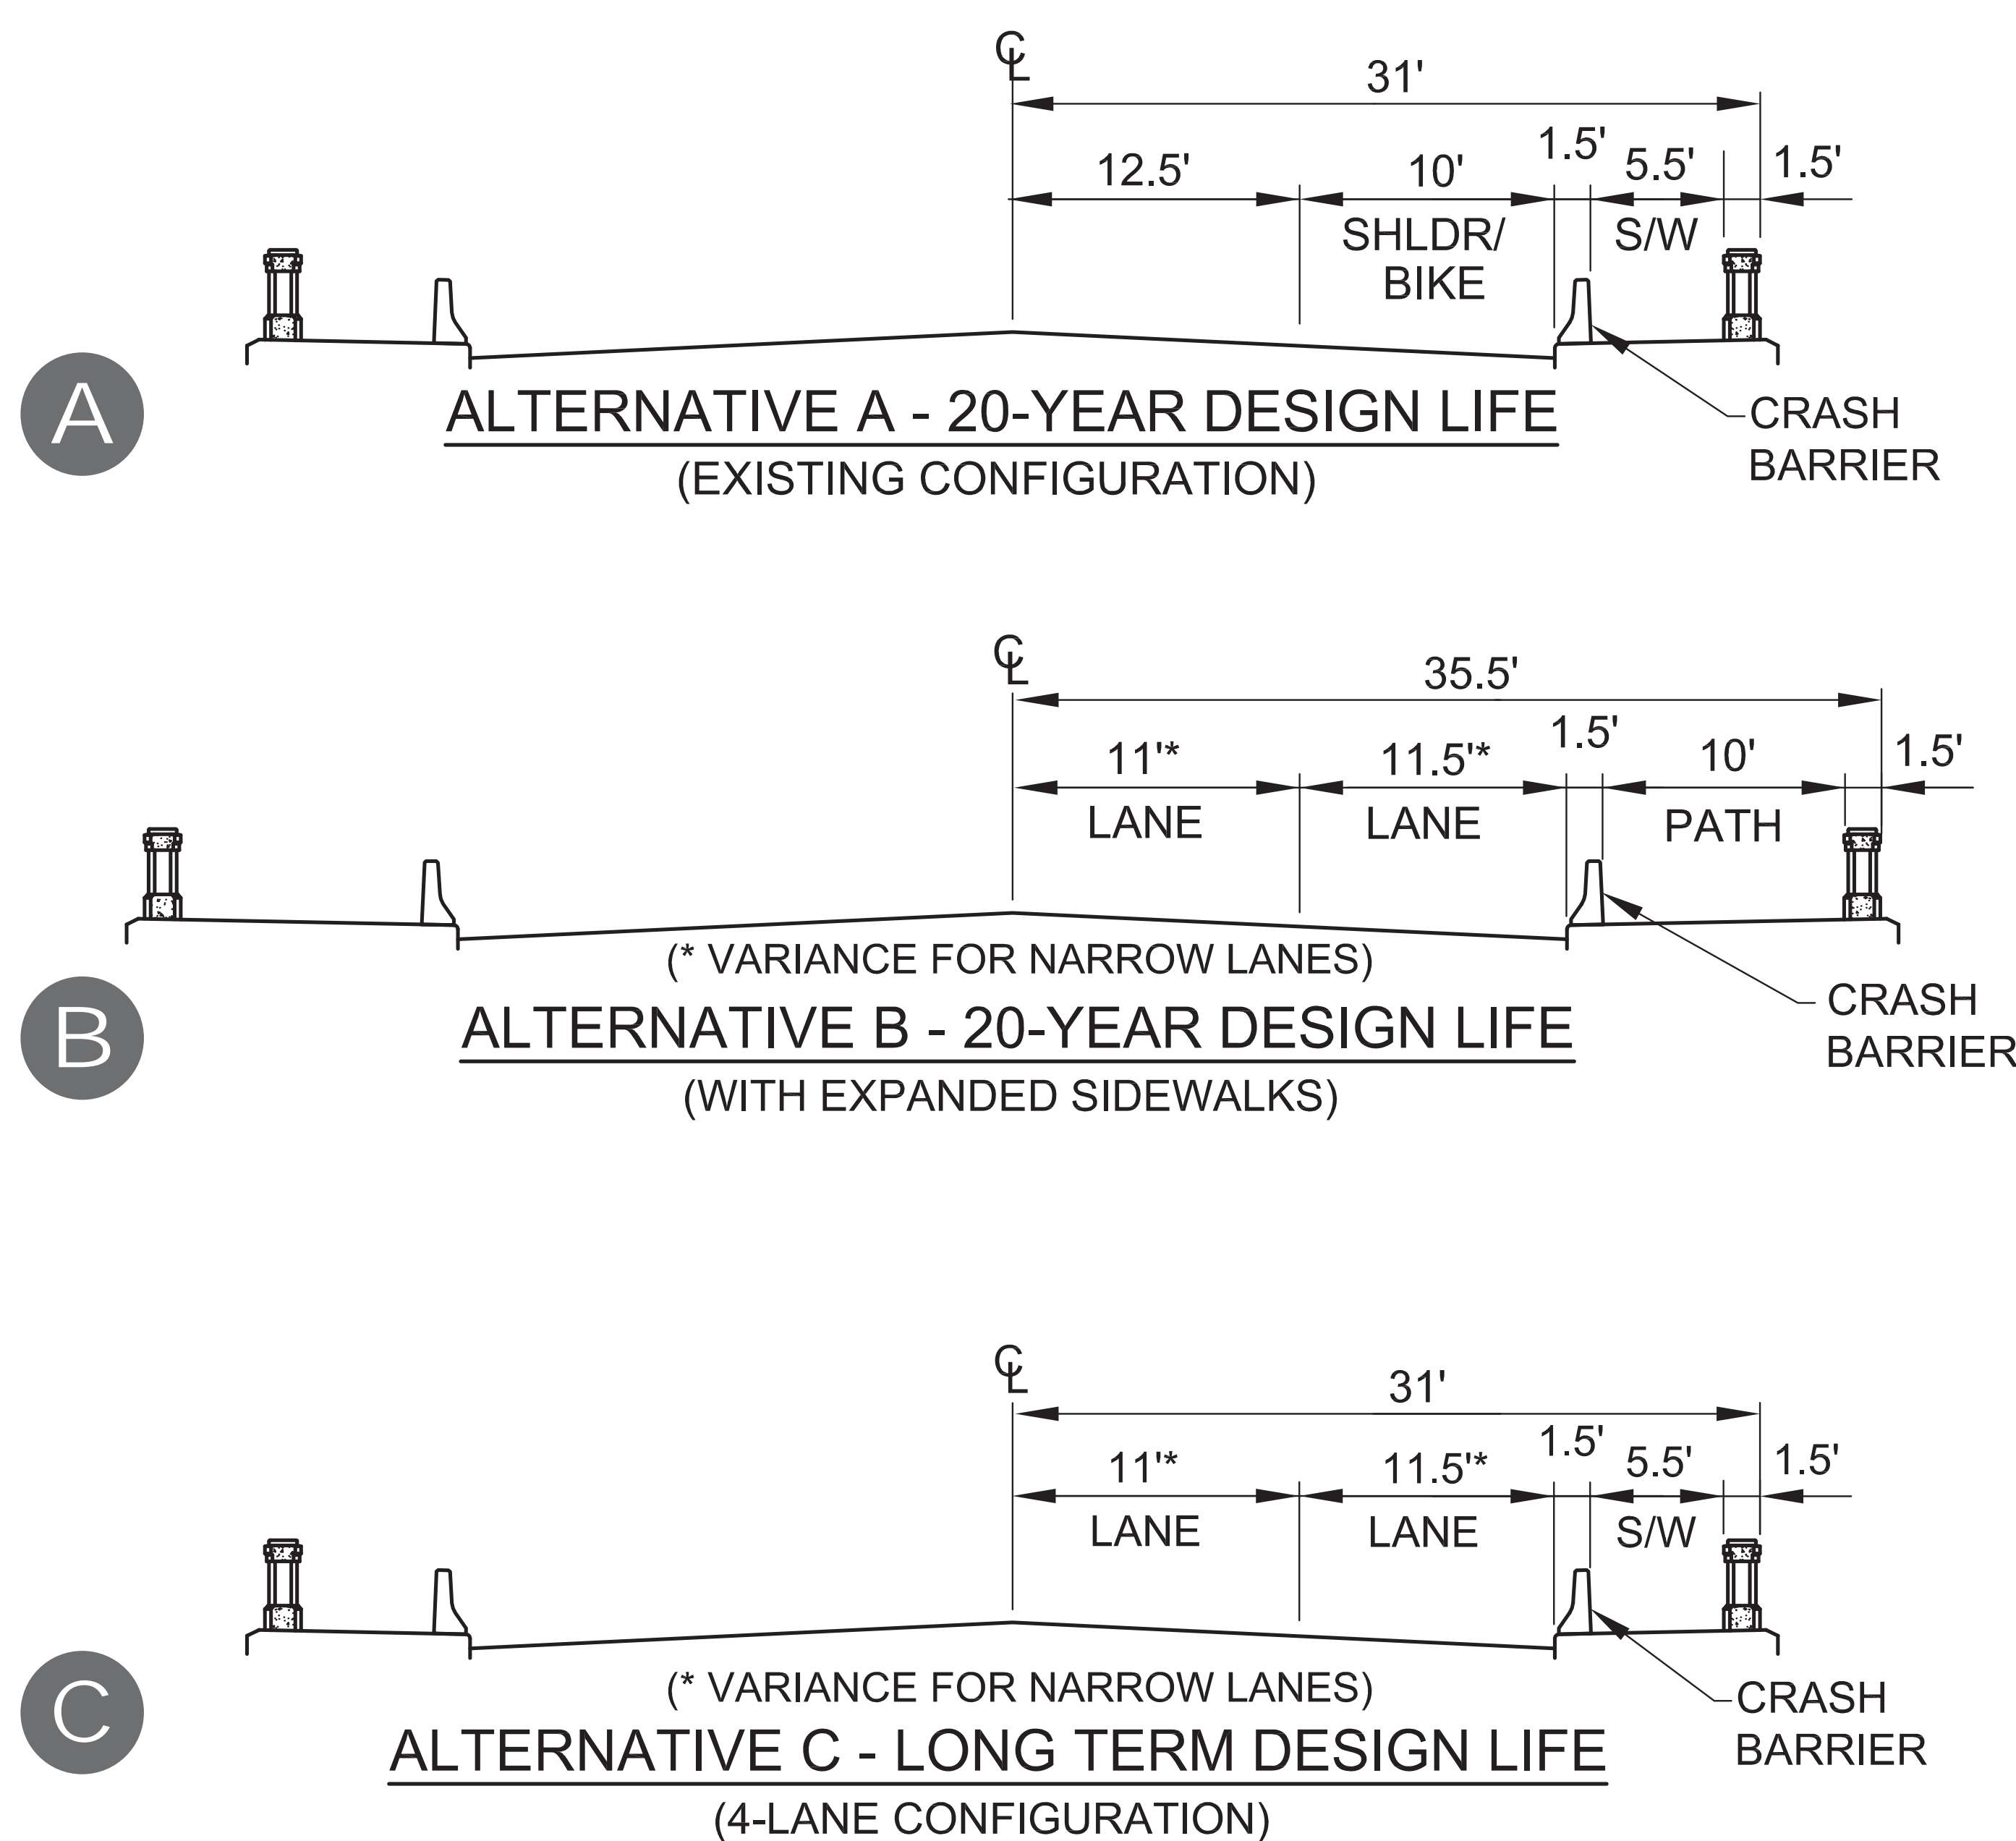 ℄
31'
12.5'
10'
1.5'
5.5'
1.5'
SHLDR/
BIKE
S/W
A
ALTERNATIVE A - 20-YEAR DESIGN LIFE
(EXISTING CONFIGURATION)
CRASH
BARRIER
℄
35.5'
11'*
11.5'*
1.5'
10'
1.5'
LANE
LANE
PATH
(* VARIANCE FOR NARROW LANES)
B
ALTERNATIVE B - 20-YEAR DESIGN LIFE
(WITH EXPANDED SIDEWALKS)
CRASH
BARRIER
℄
31'
11'*
11.5'*
1.5'
5.5'
1.5'
LANE
LANE
S/W
(* VARIANCE FOR NARROW LANES)
C
ALTERNATIVE C - LONG TERM DESIGN LIFE
(4-LANE CONFIGURATION)
CRASH
BARRIER